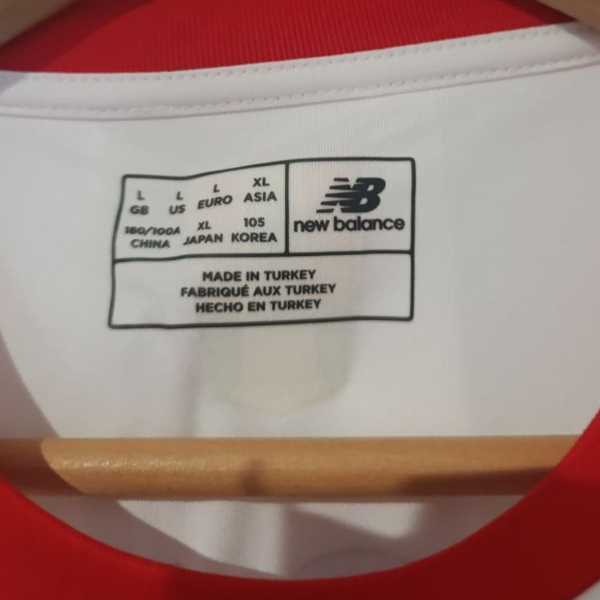 L L L XL
GB US EURO ASIA
180/100A XL 105
CHINA JAPAN KOREA
NB
new balance
MADE IN TURKEY
FABRIQUÉ AUX TURKEY
HECHO EN TURKEY